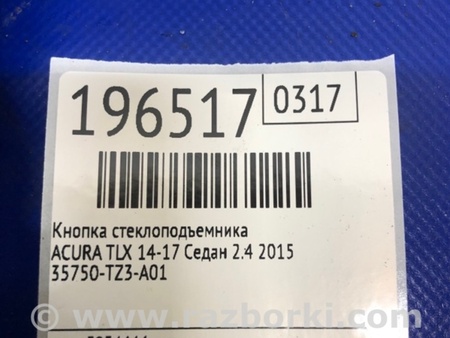 196517
0317
Кнопка стеклоподъемника
ACURA TLX 14-17 Седан 2.4 2015
35750-TZ3-A01
© www.razborki.com